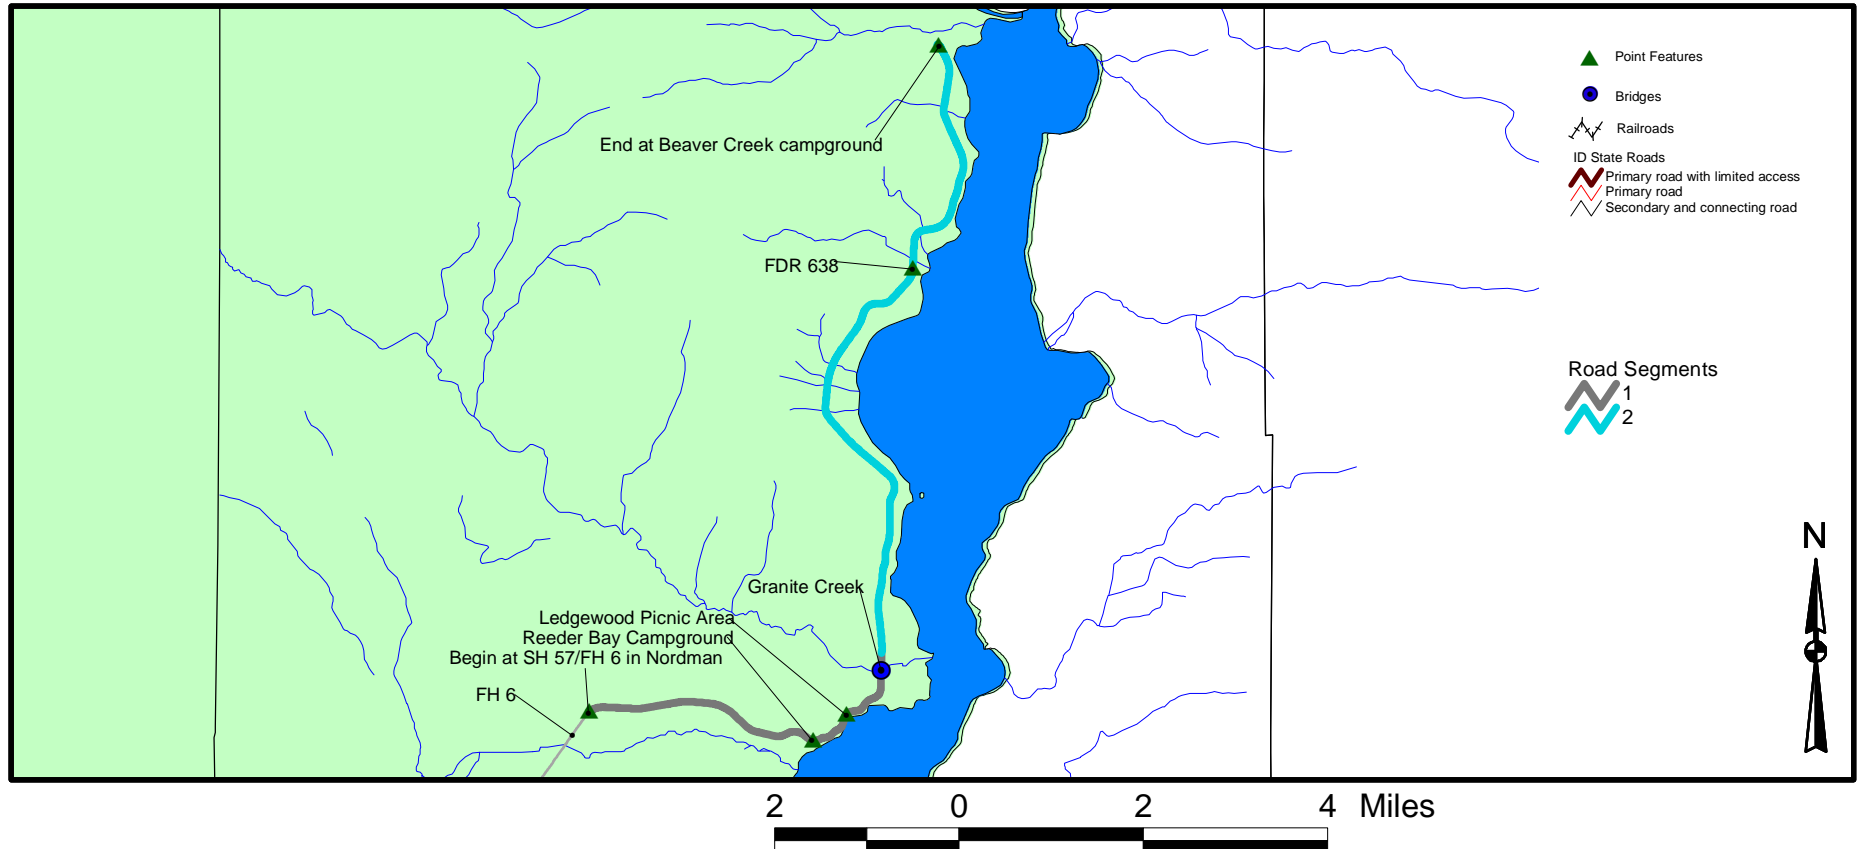 Point Features
Bridges
Railroads
ID State Roads
Primary road with limited access
Primary road
Secondary and connecting road
End at Beaver Creek campground
FDR 638
Road Segments
1
2
N
Granite Creek
Ledgewood Picnic Area
Reeder Bay Campground
Begin at SH 57/FH 6 in Nordman
FH 6
2 0 2 4 Miles